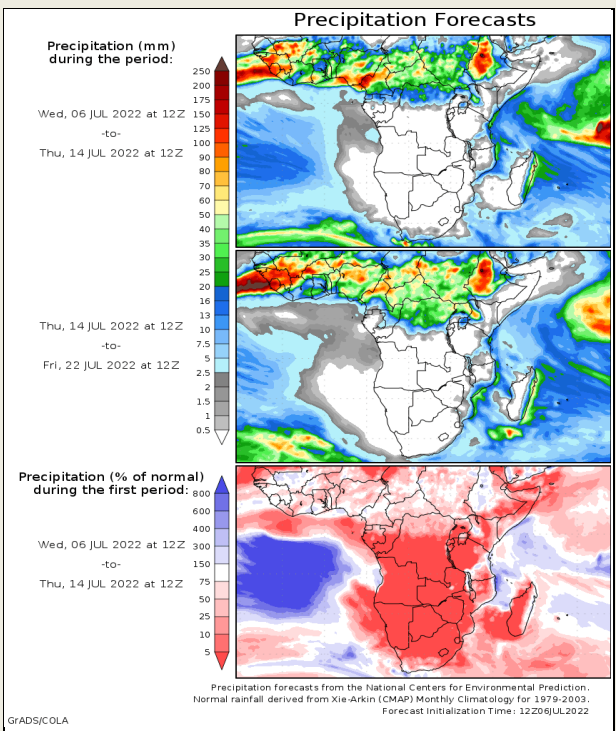 Precipitation Forecasts
Precipitation (mm)
during the period:
Wed, 06 JUL 2022 at 12Z
-to-
Thu, 14 JUL 2022 at 12Z
250
200
175
150
125
100
90
80
70
60
50
40
35
30
25
20
16
13
10
7.5
5
2.5
2
1.5
1
0.5
Thu, 14 JUL 2022 at 12Z
-to-
Fri, 22 JUL 2022 at 12Z
Precipitation (% of normal)
during the first period:
Wed, 06 JUL 2022 at 12Z
-to-
Thu, 14 JUL 2022 at 12Z
800
600
400
300
150
75
50
25
10
5
Precipitation forecasts from the National Centers for Environmental Prediction.
Normal rainfall derived from Xie-Arkin (CMAP) Monthly Climatology for 1979-2003.
Forecast Initialization Time: 12Z06JUL2022
GrADS/COLA